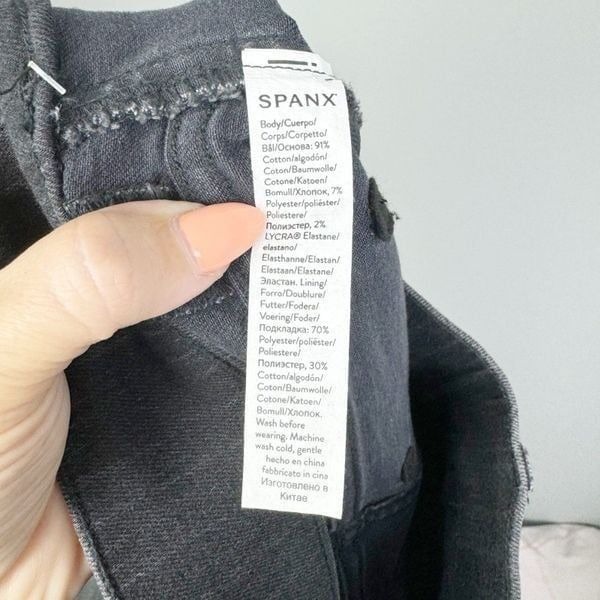 SPANX
Body/Cuerpo/
Corps/Corpetto/
Bål/Основа: 91%
Cotton/algodón/
Coton/Baumwolle/
Cotone/Katoen/
Bomull/Хлопок, 7%
Polyester/poliéster/
Poliestere/
Полиэстер, 2%
LYCRA® Elastane/
elastano/
Elasthanne/Elastan/
Elastaan/Elastane/
Эластан. Lining/
Forro/Doublure/
Futter/Fodera/
Voering/Foder/
Подкладка: 70%
Polyester/poliéster/
Poliestere/
Полиэстер, 30%
Cotton/algodón/
Coton/Baumwolle/
Cotone/Katoen/
Bomull/Хлопок.
Wash before
wearing. Machine
wash cold, gentle
hecho en china
fabbricato in cina
Изготовлено в
Китае